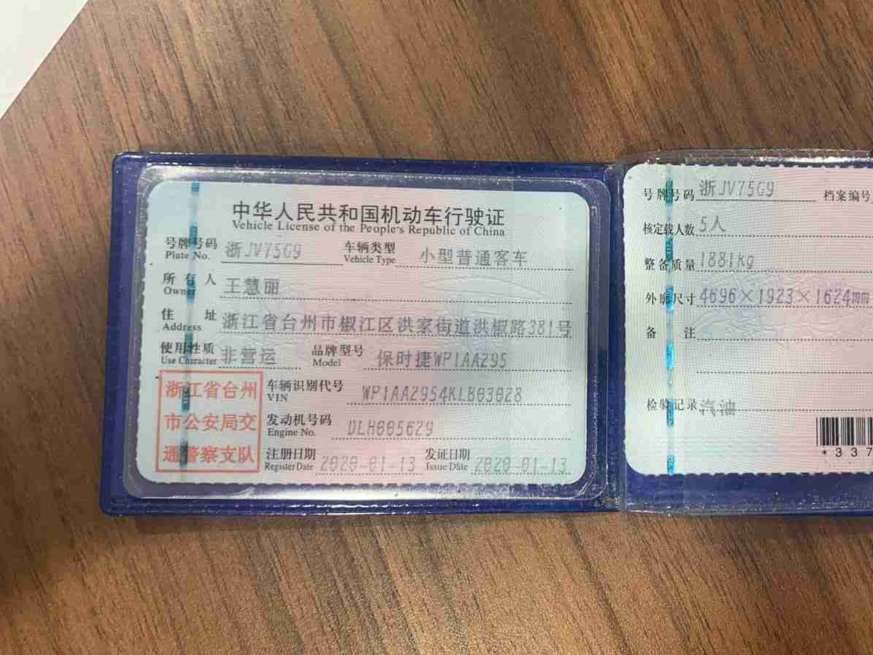 中华人民共和国机动车行驶证
Vehicle License of the People's Republic of China
号牌号码 浙JV75G9 车辆类型 小型普通客车
Plate No. Vehicle Type
所有人 王慧丽
Owner
住址 浙江省台州市椒江区洪家街道洪椒路381号
Address
使用性质 非营运 品牌型号 保时捷WP1AA295
Use Character Model
浙江省台州
市公安局交
通警察支队
车辆识别代号 WP1AA2954KLB03028
VIN
发动机号码 DLH005629
Engine No.
注册日期 2020-01-13 发证日期 2020-01-13
Register Date Issue Date
号牌号码 浙JV75G9 档案编号
核定载人数 5人
整备质量 1881kg
外廓尺寸 4696×1923×1624mm
备注
检验记录 汽油
*337